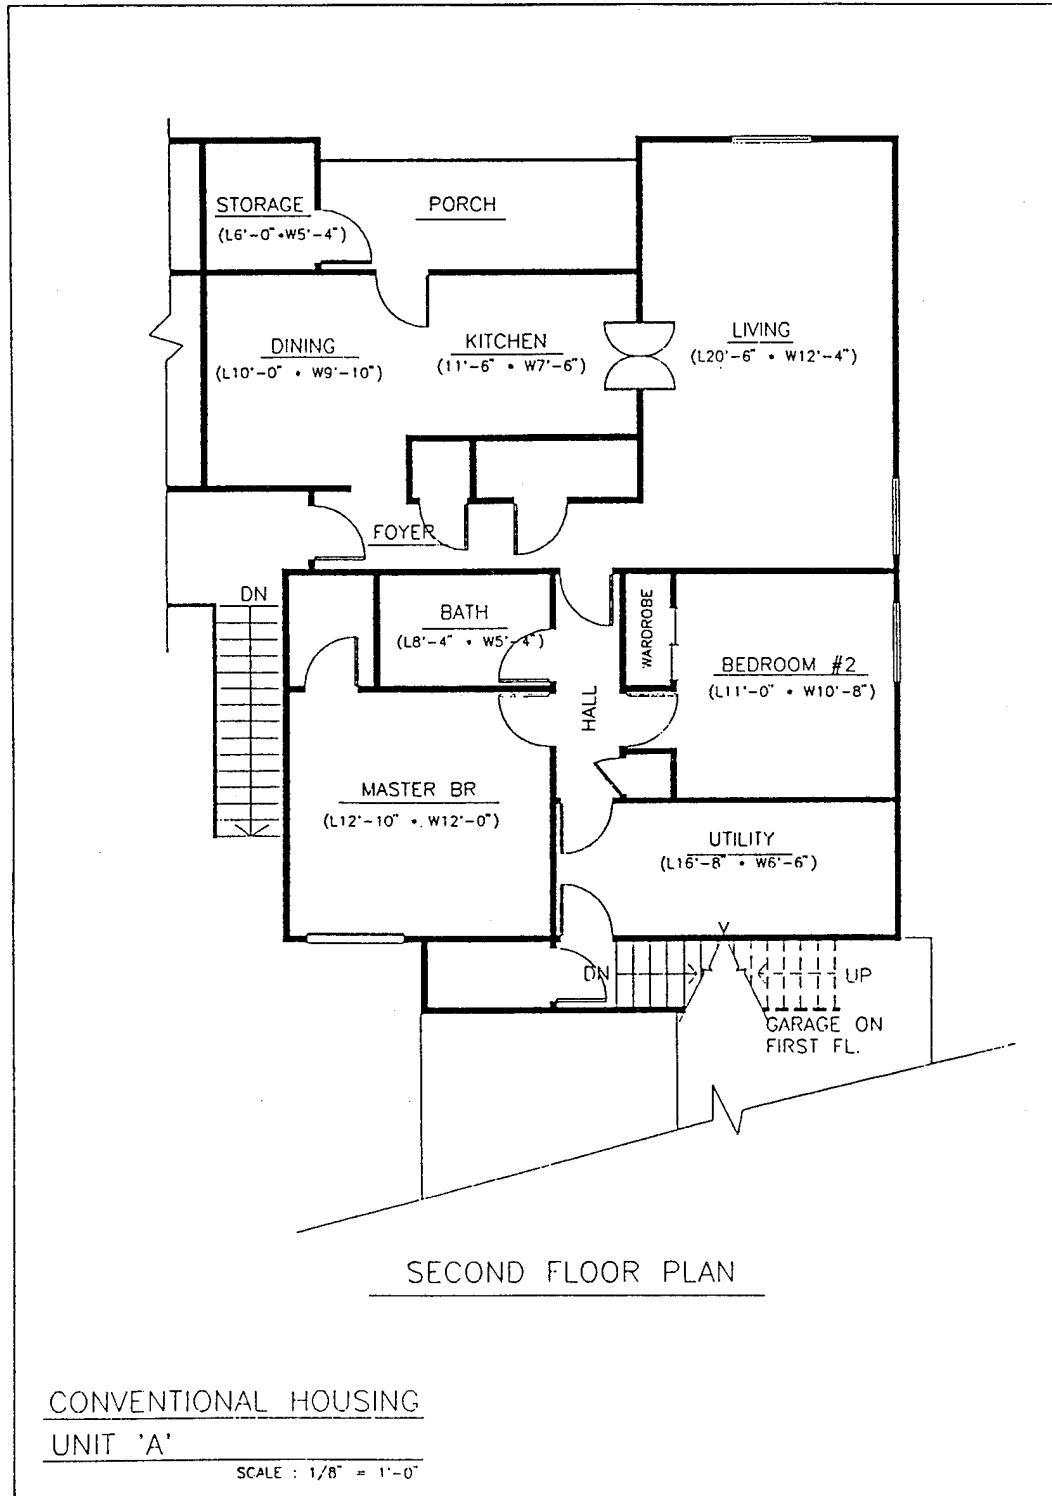 STORAGE
(L6'-0" • W5'-4")
PORCH
DINING
(L10'-0" • W9'-10")
KITCHEN
(11'-6" • W7'-6")
LIVING
(L20'-6" • W12'-4")
FOYER
DN
BATH
(L8'-4" • W5'-4")
WARDROBE
BEDROOM #2
(L11'-0" • W10'-8")
HALL
MASTER BR
(L12'-10" • W12'-0")
UTILITY
(L16'-8" • W6'-6")
DN
UP
GARAGE ON
FIRST FL.
SECOND FLOOR PLAN
CONVENTIONAL HOUSING
UNIT 'A'
SCALE : 1/8" = 1'-0"